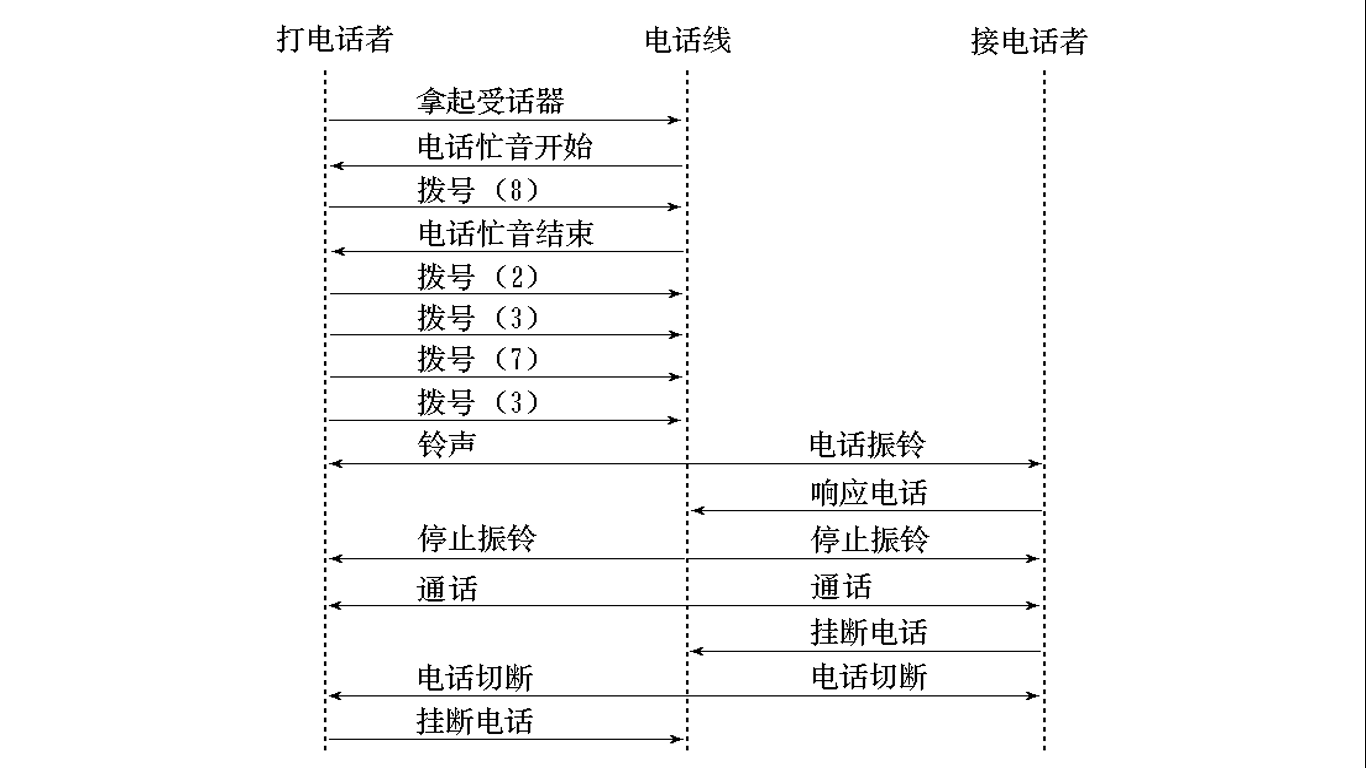 打电话者 电话线 接电话者
拿起受话器
电话忙音开始
拨号（8）
电话忙音结束
拨号（2）
拨号（3）
拨号（7）
拨号（3）
铃声 电话振铃
响应电话
停止振铃 停止振铃
通话 通话
挂断电话
电话切断 电话切断
挂断电话